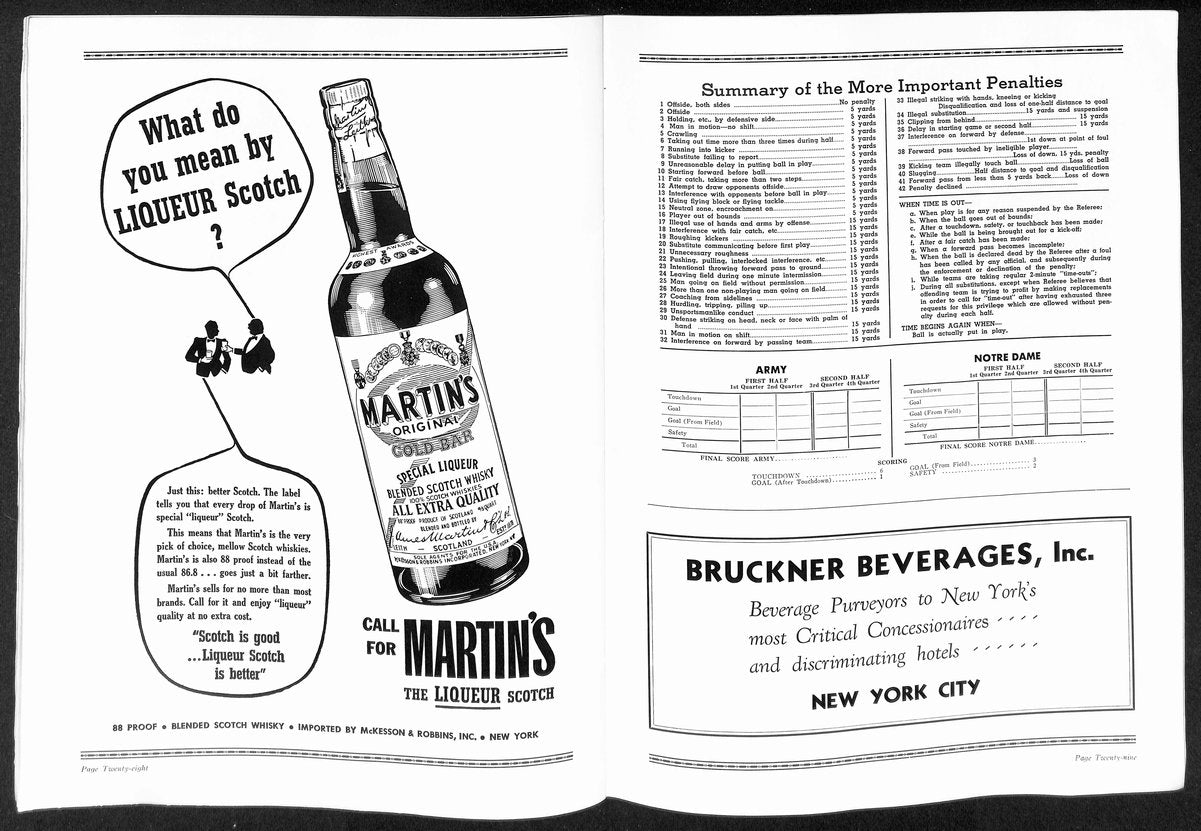 What do
you mean by
LIQUEUR Scotch
?
Just this: better Scotch. The label
tells you that every drop of Martin's is
special "liqueur" Scotch.
This means that Martin's is the very
pick of choice, mellow Scotch whiskies.
Martin's is also 88 proof instead of the
usual 86.8 . . . goes just a bit farther.
Martin's sells for no more than most
brands. Call for it and enjoy "liqueur"
quality at no extra cost.
"Scotch is good
...Liqueur Scotch
is better"
HIGHEST AWARDS
MARTIN'S
ORIGINAL
GOLD BAR
SPECIAL LIQUEUR
BLENDED SCOTCH WHISKY
100% SCOTCH WHISKIES
ALL EXTRA QUALITY
88 PROOF PRODUCT OF SCOTLAND 4/5 QUART
BLENDED AND BOTTLED BY
James Martin & Co. Ltd.
LEITH — SCOTLAND —
SOLE AGENTS FOR THE U.S.A.
McKESSON & ROBBINS INCORPORATED, NEW YORK
CALL
FOR MARTIN'S
THE LIQUEUR SCOTCH
88 PROOF • BLENDED SCOTCH WHISKY • IMPORTED BY McKESSON & ROBBINS, INC. • NEW YORK
Page Twenty-eight
Summary of the More Important Penalties
1 Offside, both sides ........ No penalty
2 Offside ........ 5 yards
3 Holding, etc., by defensive side ........ 5 yards
4 Man in motion—no shift ........ 5 yards
5 Crawling ........ 5 yards
6 Taking out time more than three times during half ........ 5 yards
7 Running into kicker ........ 5 yards
8 Substitute failing to report ........ 5 yards
9 Unreasonable delay in putting ball in play ........ 5 yards
10 Starting forward before ball ........ 5 yards
11 Fair catch, taking more than two steps ........ 5 yards
12 Attempt to draw opponents offside ........ 5 yards
13 Interference with opponents before ball in play ........ 5 yards
14 Using flying block or flying tackle ........ 5 yards
15 Neutral zone, encroachment on ........ 5 yards
16 Player out of bounds ........ 5 yards
17 Illegal use of hands and arms by offense ........ 15 yards
18 Interference with fair catch, etc. ........ 15 yards
19 Roughing kickers ........ 15 yards
20 Substitute communicating before first play ........ 15 yards
21 Unnecessary roughness ........ 15 yards
22 Pushing, pulling, interlocked interference, etc. ........ 15 yards
23 Intentional throwing forward pass to ground ........ 15 yards
24 Leaving field during one minute intermission ........ 15 yards
25 Man going on field without permission ........ 15 yards
26 More than one non-playing man going on field ........ 15 yards
27 Coaching from sidelines ........ 15 yards
28 Hurdling, tripping, piling up ........ 15 yards
29 Unsportsmanlike conduct ........ 15 yards
30 Defense striking on head, neck or face with palm of
hand ........ 15 yards
31 Man in motion on shift ........ 15 yards
32 Interference on forward by passing team ........ 15 yards
33 Illegal striking with hands, kneeing or kicking
Disqualification and loss of one-half distance to goal
34 Illegal substitution ........ 15 yards and suspension
35 Clipping from behind ........ 15 yards
36 Delay in starting game or second half ........ 15 yards
37 Interference on forward by defense ........
........ 1st down at point of foul
38 Forward pass touched by ineligible player ........
........ Loss of down, 15 yds. penalty
39 Kicking team illegally touch ball ........ Loss of ball
40 Slugging ........ Half distance to goal and disqualification
41 Forward pass from less than 5 yards back ........ Loss of down
42 Penalty declined ........
WHEN TIME IS OUT—
a. When play is for any reason suspended by the Referee;
b. When the ball goes out of bounds;
c. After a touchdown, safety, or touchback has been made;
e. While the ball is being brought out for a kick-off;
f. After a fair catch has been made;
g. When a forward pass becomes incomplete;
h. When the ball is declared dead by the Referee after a foul
has been called by any official, and subsequently during
the enforcement or declination of the penalty;
i. While teams are taking regular 2-minute "time-outs";
j. During all substitutions, except when Referee believes that
offending team is trying to profit by making replacements
in order to call for "time-out" after having exhausted three
requests for this privilege which are allowed without pen-
alty during each half.
TIME BEGINS AGAIN WHEN—
Ball is actually put in play.
ARMY
FIRST HALF SECOND HALF
1st Quarter 2nd Quarter 3rd Quarter 4th Quarter
Touchdown
Goal
Goal (From Field)
Safety
Total
FINAL SCORE ARMY
NOTRE DAME
FIRST HALF SECOND HALF
1st Quarter 2nd Quarter 3rd Quarter 4th Quarter
Touchdown
Goal
Goal (From Field)
Safety
Total
FINAL SCORE NOTRE DAME
SCORING
TOUCHDOWN ........ 6
GOAL (After Touchdown) ........ 1
GOAL (From Field) ........ 3
SAFETY ........ 2
BRUCKNER BEVERAGES, Inc.
Beverage Purveyors to New York's
most Critical Concessionaires
and discriminating hotels
NEW YORK CITY
Page Twenty-nine